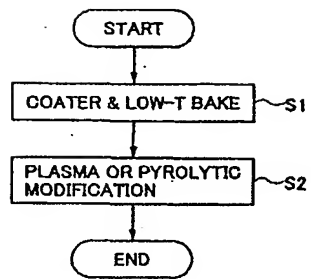 START
COATER & LOW-T BAKE
S1
PLASMA OR PYROLYTIC
MODIFICATION
S2
END